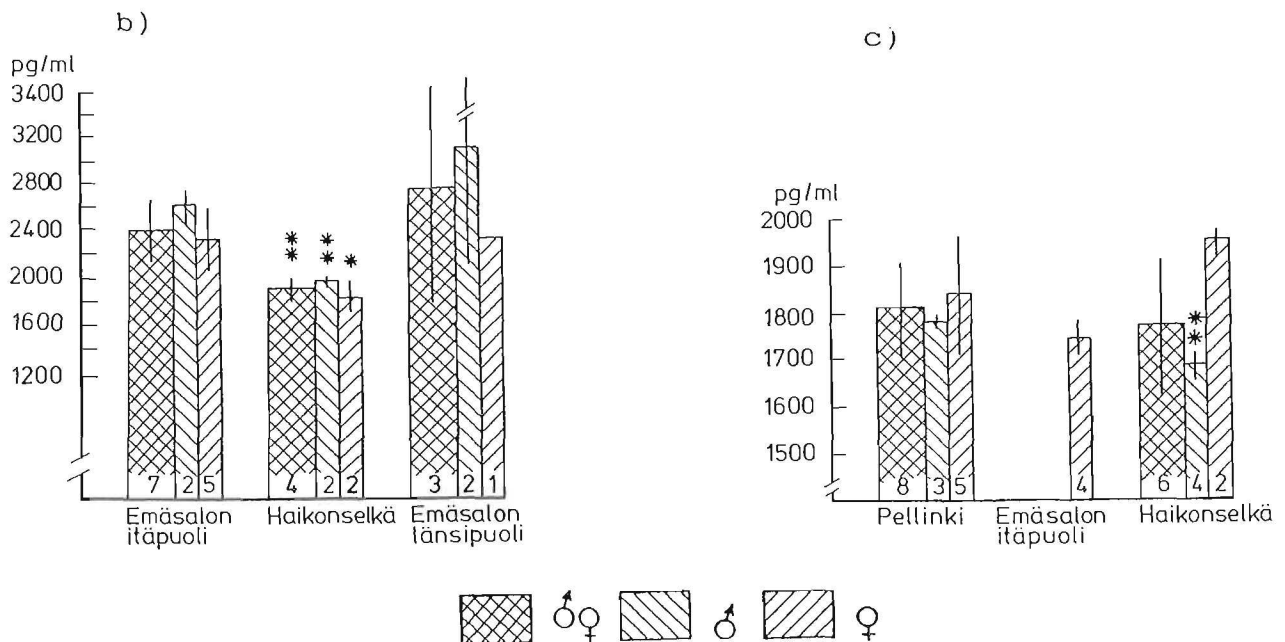 b)
pg/ml
3400
3200
2800
2400
2000
1600
1200
** ** *
7 2 5 4 2 2 3 2 1
Emäsalon itäpuoli
Haikonselkä
Emäsalon länsipuoli
c)
pg/ml
2000
1900
1800
1700
1600
1500
**
8 3 5 4 6 4 2
Pellinki
Emäsalon itäpuoli
Haikonselkä
♂♀ ♂ ♀